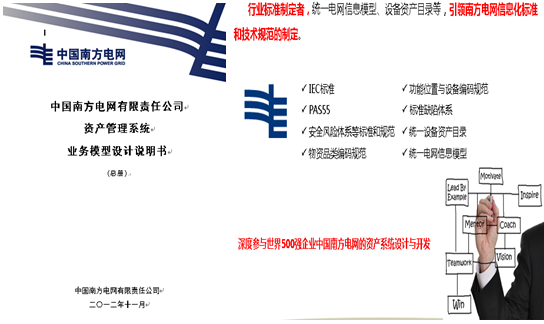 中国南方电网
CHINA SOUTHERN POWER GRID
中国南方电网有限责任公司
资产管理系统
业务模型设计说明书
(总册)
中国南方电网有限责任公司
二〇一二年十一月
行业标准制定者，统一电网信息模型、设备资产目录等，引领南方电网信息化标准
和技术规范的制定。
✓ IEC标准
✓ PAS55
✓ 安全风险体系等标准和规范
✓ 物资品类编码规范
✓ 功能位置与设备编码规范
✓ 标准缺陷体系
✓ 统一设备资产目录
✓ 统一电网信息模型
深度参与世界500强企业中国南方电网的资产系统设计与开发
Motivate
Lead By
Example
Inspire
Mentor
Coach
Teamwork
Vision
Win